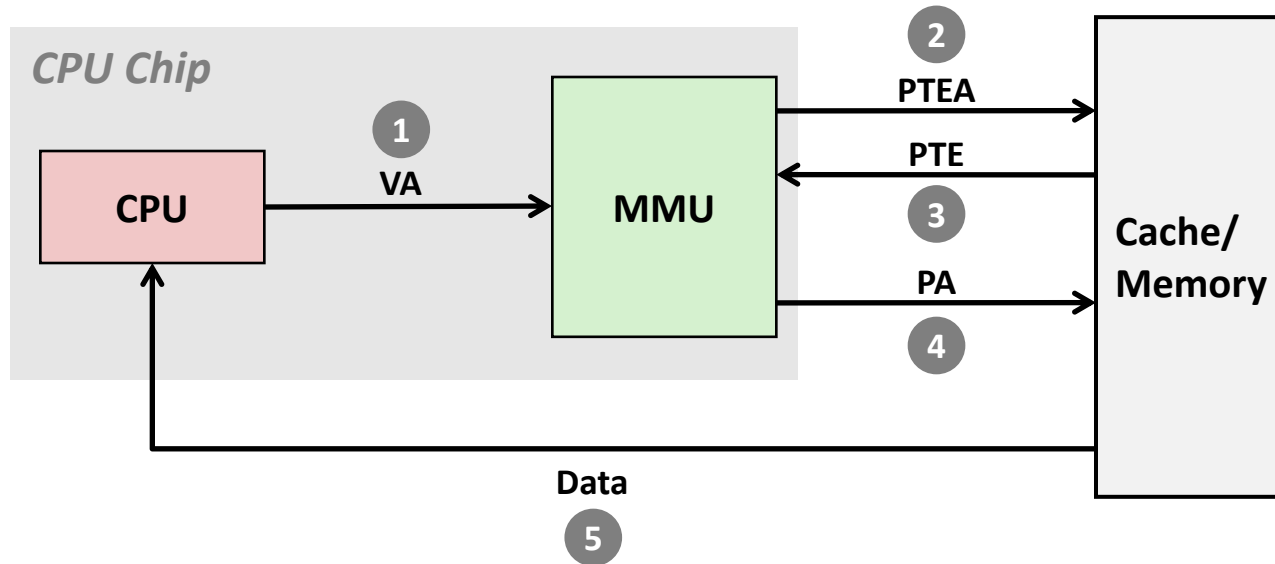 CPU Chip
2
PTEA
1
VA
PTE
CPU
MMU
3
Cache/
Memory
PA
4
Data
5